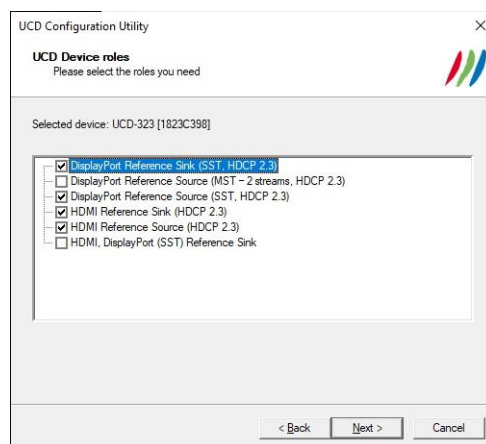 UCD Configuration Utility
UCD Device roles
Please select the roles you need
Selected device: UCD-323 [1823C398]
DisplayPort Reference Sink (SST, HDCP 2.3)
DisplayPort Reference Source (MST - 2 streams, HDCP 2.3)
DisplayPort Reference Source (SST, HDCP 2.3)
HDMI Reference Sink (HDCP 2.3)
HDMI Reference Source (HDCP 2.3)
HDMI, DisplayPort (SST) Reference Sink
< Back Next > Cancel